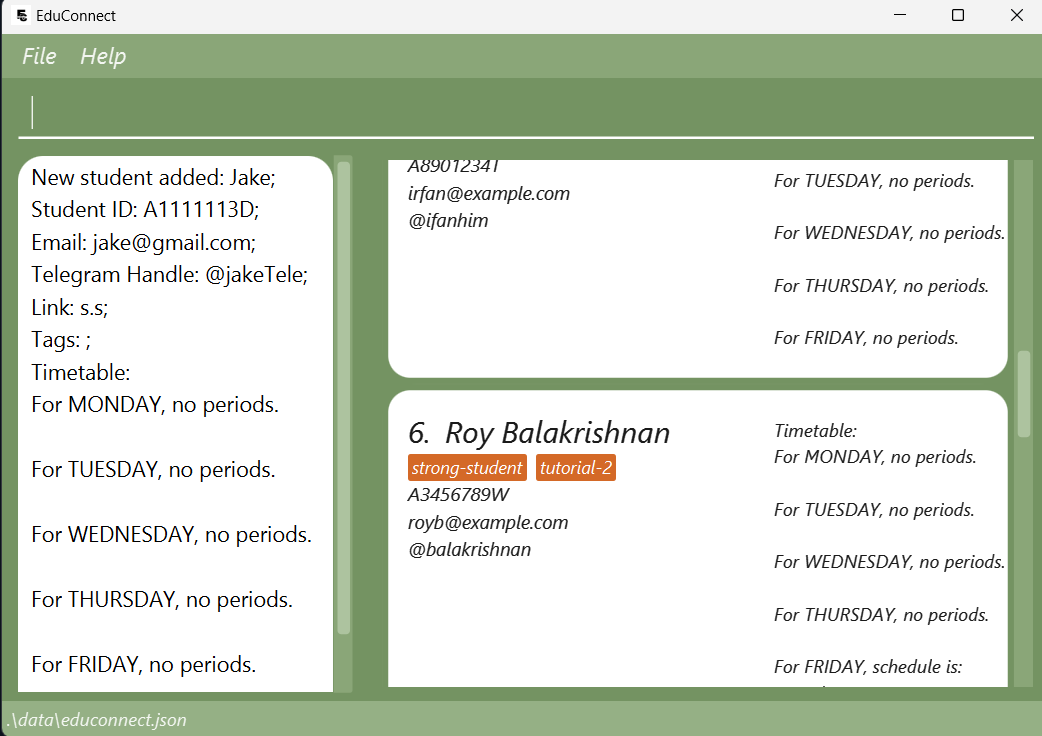 EduConnect
File Help
New student added: Jake;
Student ID: A1111113D;
Email: jake@gmail.com;
Telegram Handle: @jakeTele;
Link: s.s;
Tags: ;
Timetable:
For MONDAY, no periods.
For TUESDAY, no periods.
For WEDNESDAY, no periods.
For THURSDAY, no periods.
For FRIDAY, no periods.
A8901234T
irfan@example.com
@ifanhim
For TUESDAY, no periods.
For WEDNESDAY, no periods.
For THURSDAY, no periods.
For FRIDAY, no periods.
6. Roy Balakrishnan
strong-student tutorial-2
A3456789W
royb@example.com
@balakrishnan
Timetable:
For MONDAY, no periods.
For TUESDAY, no periods.
For WEDNESDAY, no periods.
For THURSDAY, no periods.
For FRIDAY, schedule is:
.\data\educonnect.json